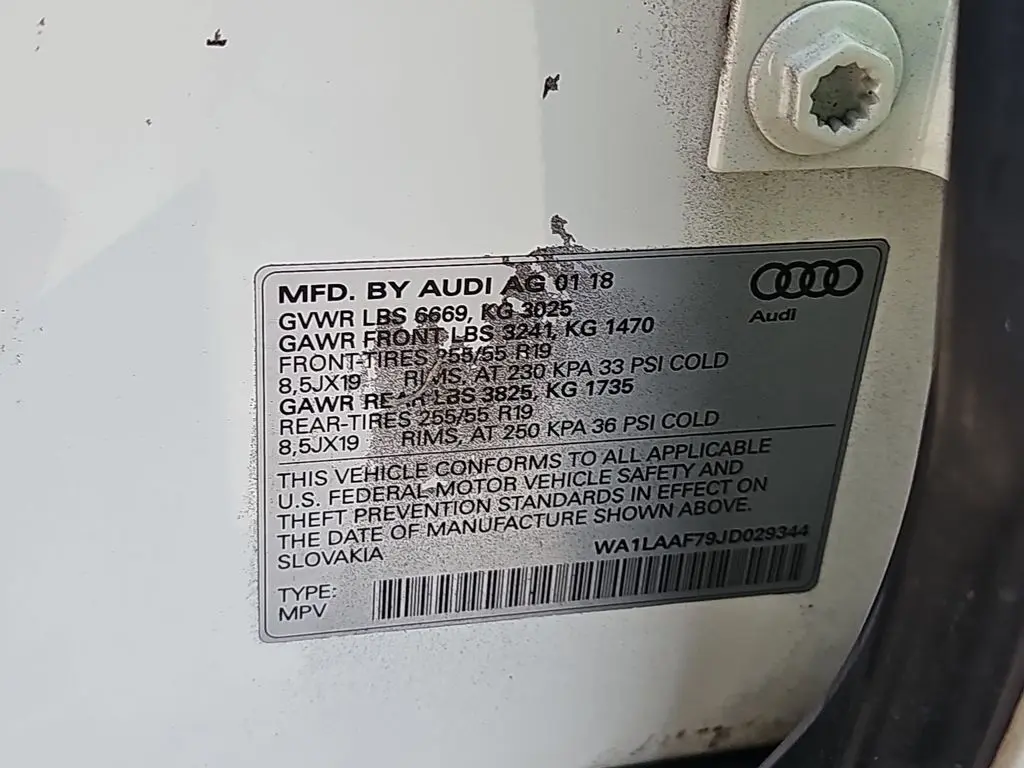 MFD. BY AUDI AG 01 18
Audi
GVWR LBS 6669, KG 3025
GAWR FRONT LBS 3241, KG 1470
FRONT-TIRES 255/55 R19
8,5JX19 RIMS, AT 230 KPA 33 PSI COLD
GAWR REAR LBS 3825, KG 1735
REAR-TIRES 255/55 R19
8,5JX19 RIMS, AT 250 KPA 36 PSI COLD
THIS VEHICLE CONFORMS TO ALL APPLICABLE
U.S. FEDERAL MOTOR VEHICLE SAFETY AND
THEFT PREVENTION STANDARDS IN EFFECT ON
THE DATE OF MANUFACTURE SHOWN ABOVE.
SLOVAKIA WA1LAAF79JD029344
TYPE:
MPV